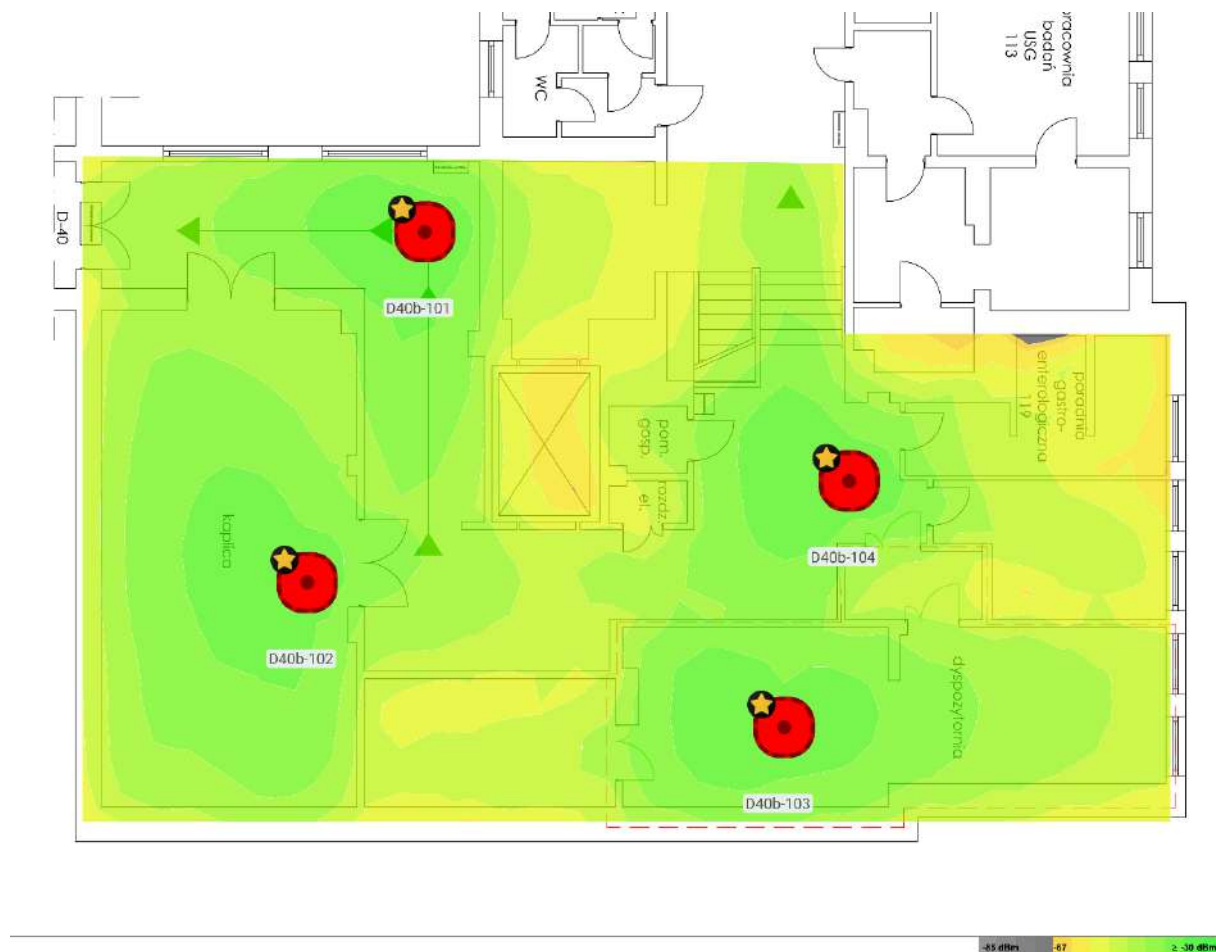 pracownia
badań
USG
113
WC
D-40
D40b-101
poradnia
gastro-
enterologiczna
119
pom.
gosp.
rozdz.
el.
kaplica
D40b-104
D40b-102
dyspozytornia
D40b-103
-85 dBm -67 ≥ -30 dBm